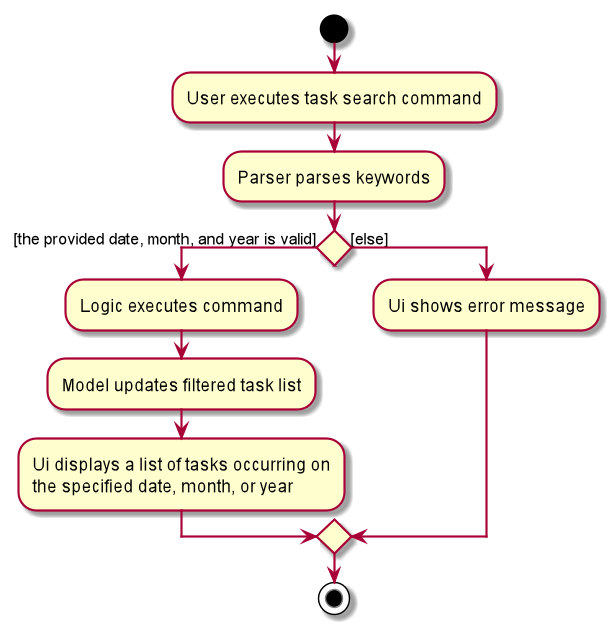 User executes task search command
Parser parses keywords
[the provided date, month, and year is valid]
[else]
Logic executes command
Ui shows error message
Model updates filtered task list
Ui displays a list of tasks occurring on
the specified date, month, or year